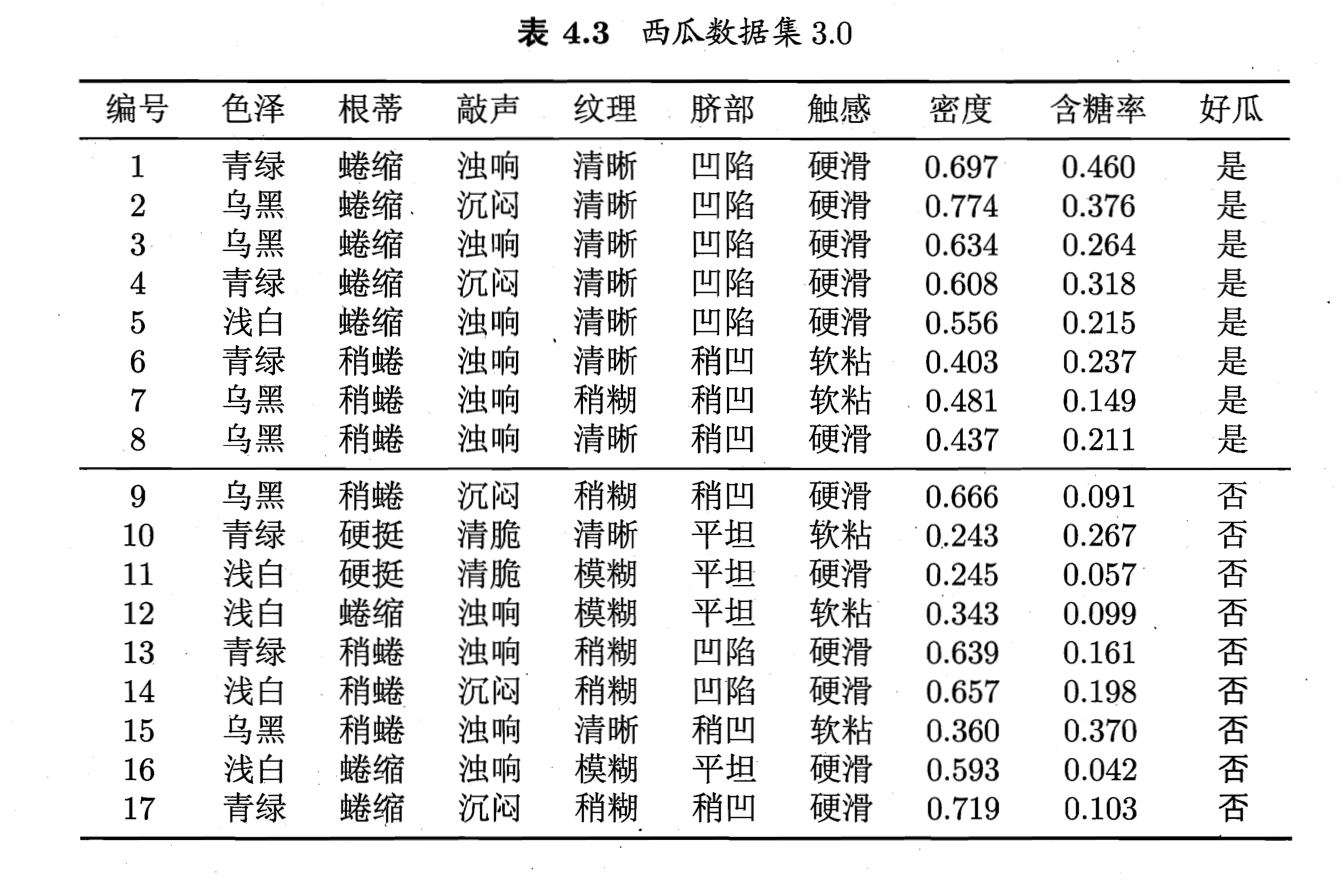 表 4.3 西瓜数据集 3.0
编号 色泽 根蒂 敲声 纹理 脐部 触感 密度 含糖率 好瓜
1 青绿 蜷缩 浊响 清晰 凹陷 硬滑 0.697 0.460 是
2 乌黑 蜷缩 沉闷 清晰 凹陷 硬滑 0.774 0.376 是
3 乌黑 蜷缩 浊响 清晰 凹陷 硬滑 0.634 0.264 是
4 青绿 蜷缩 沉闷 清晰 凹陷 硬滑 0.608 0.318 是
5 浅白 蜷缩 浊响 清晰 凹陷 硬滑 0.556 0.215 是
6 青绿 稍蜷 浊响 清晰 稍凹 软粘 0.403 0.237 是
7 乌黑 稍蜷 浊响 稍糊 稍凹 软粘 0.481 0.149 是
8 乌黑 稍蜷 浊响 清晰 稍凹 硬滑 0.437 0.211 是
9 乌黑 稍蜷 沉闷 稍糊 稍凹 硬滑 0.666 0.091 否
10 青绿 硬挺 清脆 清晰 平坦 软粘 0.243 0.267 否
11 浅白 硬挺 清脆 模糊 平坦 硬滑 0.245 0.057 否
12 浅白 蜷缩 浊响 模糊 平坦 软粘 0.343 0.099 否
13 青绿 稍蜷 浊响 稍糊 凹陷 硬滑 0.639 0.161 否
14 浅白 稍蜷 沉闷 稍糊 凹陷 硬滑 0.657 0.198 否
15 乌黑 稍蜷 浊响 清晰 稍凹 软粘 0.360 0.370 否
16 浅白 蜷缩 浊响 模糊 平坦 硬滑 0.593 0.042 否
17 青绿 蜷缩 沉闷 稍糊 稍凹 硬滑 0.719 0.103 否